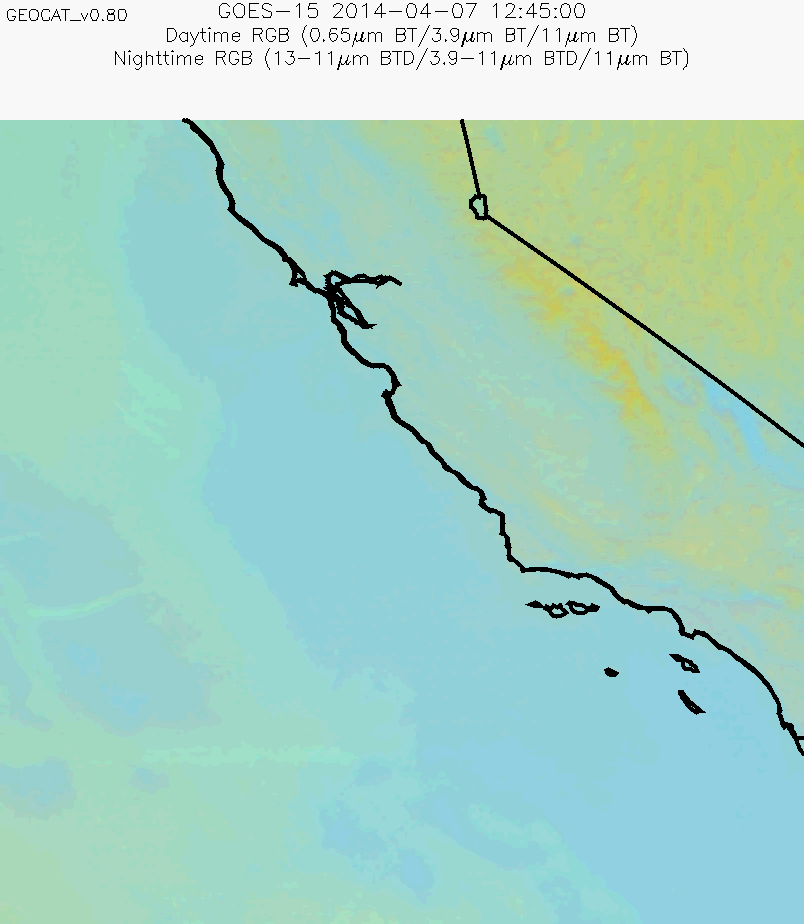 GEOCAT_v0.80
GOES-15 2014-04-07 12:45:00
Daytime RGB (0.65μm BT/3.9μm BT/11μm BT)
Nighttime RGB (13-11μm BTD/3.9-11μm BTD/11μm BT)